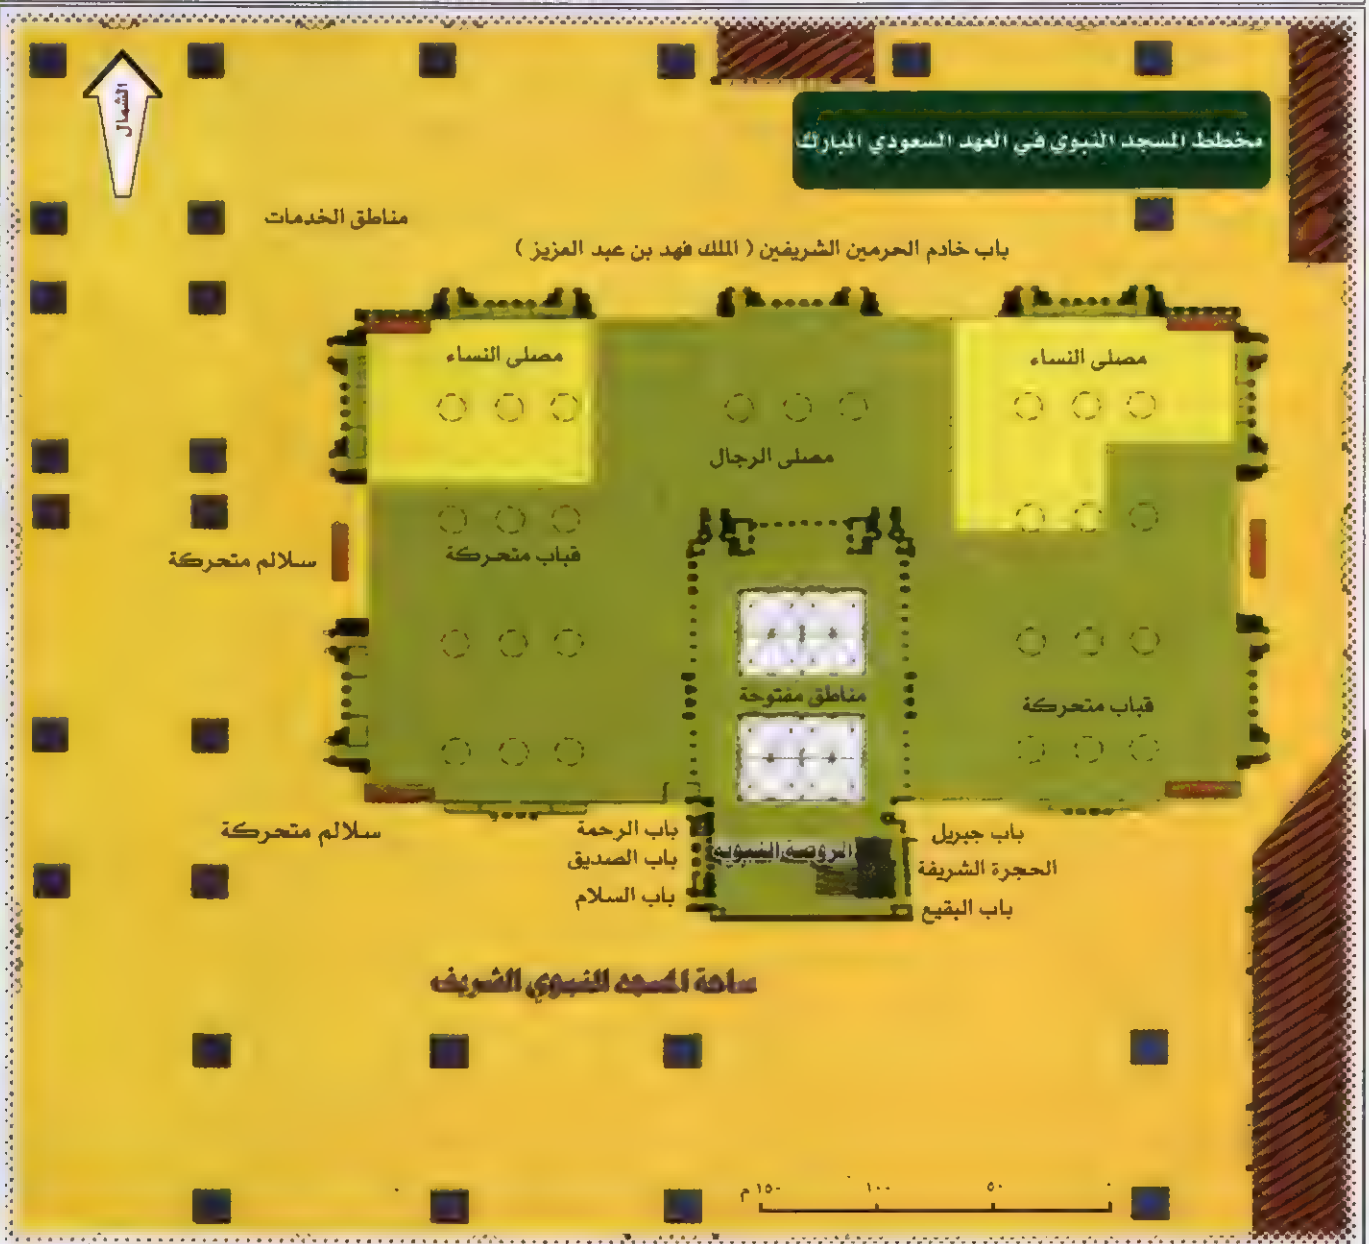 الشمال
مخطط المسجد النبوي في العهد السعودي المبارك
مناطق الخدمات
باب خادم الحرمين الشريفين ( الملك فهد بن عبد العزيز )
مصلى النساء
مصلى النساء
مصلى الرجال
قباب متحركة
سلالم متحركة
مناطق مفتوحة
قباب متحركة
سلالم متحركة
باب جبريل
باب الرحمة
الروضة النبوية
الحجرة الشريفة
باب الصديق
باب البقيع
باب السلام
ساحة المسجد النبوي الشريف
٠ ٥٠ ١٠٠ ١٥٠ م